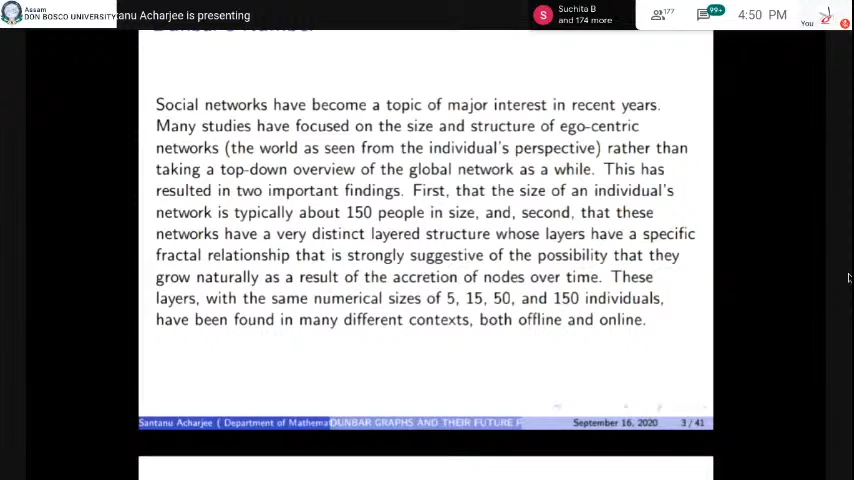 Assam
DON BOSCO UNIVERSITY
tanu Acharjee is presenting
S
Suchita B
and 174 more
177
99+
4:50 PM
You
Social networks have become a topic of major interest in recent years.
Many studies have focused on the size and structure of ego-centric
networks (the world as seen from the individual's perspective) rather than
taking a top-down overview of the global network as a while. This has
resulted in two important findings. First, that the size of an individual's
network is typically about 150 people in size, and, second, that these
networks have a very distinct layered structure whose layers have a specific
fractal relationship that is strongly suggestive of the possibility that they
grow naturally as a result of the accretion of nodes over time. These
layers, with the same numerical sizes of 5, 15, 50, and 150 individuals,
have been found in many different contexts, both offline and online.
Santanu Acharjee ( Department of Mathema
DUNBAR GRAPHS AND THEIR FUTURE
September 16, 2020
3 / 41